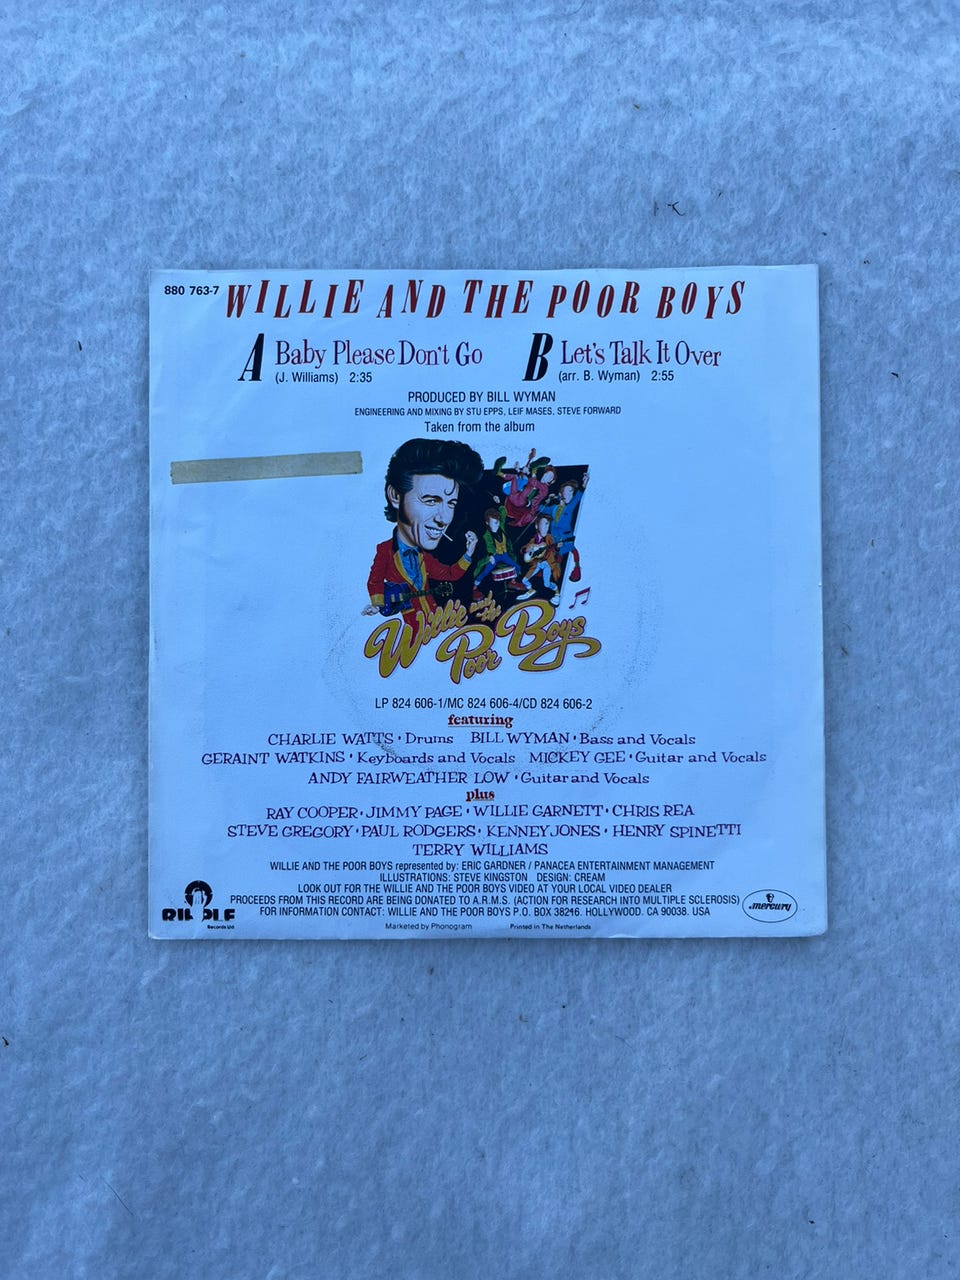 880 763-7
WILLIE AND THE POOR BOYS
A Baby Please Don't Go
(J. Williams) 2:35
B Let's Talk It Over
(arr. B. Wyman) 2:55
PRODUCED BY BILL WYMAN
ENGINEERING AND MIXING BY STU EPPS, LEIF MASES, STEVE FORWARD
Taken from the album
Willie and the
Poor Boys
LP 824 606-1/MC 824 606-4/CD 824 606-2
featuring
CHARLIE WATTS • Drums BILL WYMAN • Bass and Vocals
GERAINT WATKINS • Keyboards and Vocals MICKEY GEE • Guitar and Vocals
ANDY FAIRWEATHER LOW • Guitar and Vocals
plus
RAY COOPER • JIMMY PAGE • WILLIE GARNETT • CHRIS REA
STEVE GREGORY • PAUL RODGERS • KENNEY JONES • HENRY SPINETTI
TERRY WILLIAMS
WILLIE AND THE POOR BOYS represented by: ERIC GARDNER / PANACEA ENTERTAINMENT MANAGEMENT
ILLUSTRATIONS: STEVE KINGSTON DESIGN: CREAM
LOOK OUT FOR THE WILLIE AND THE POOR BOYS VIDEO AT YOUR LOCAL VIDEO DEALER
PROCEEDS FROM THIS RECORD ARE BEING DONATED TO A.R.M.S. (ACTION FOR RESEARCH INTO MULTIPLE SCLEROSIS)
FOR INFORMATION CONTACT: WILLIE AND THE POOR BOYS P.O. BOX 38246. HOLLYWOOD. CA 90038. USA
RIPPLE
Records Ltd
mercury
Marketed by Phonogram Printed in The Netherlands